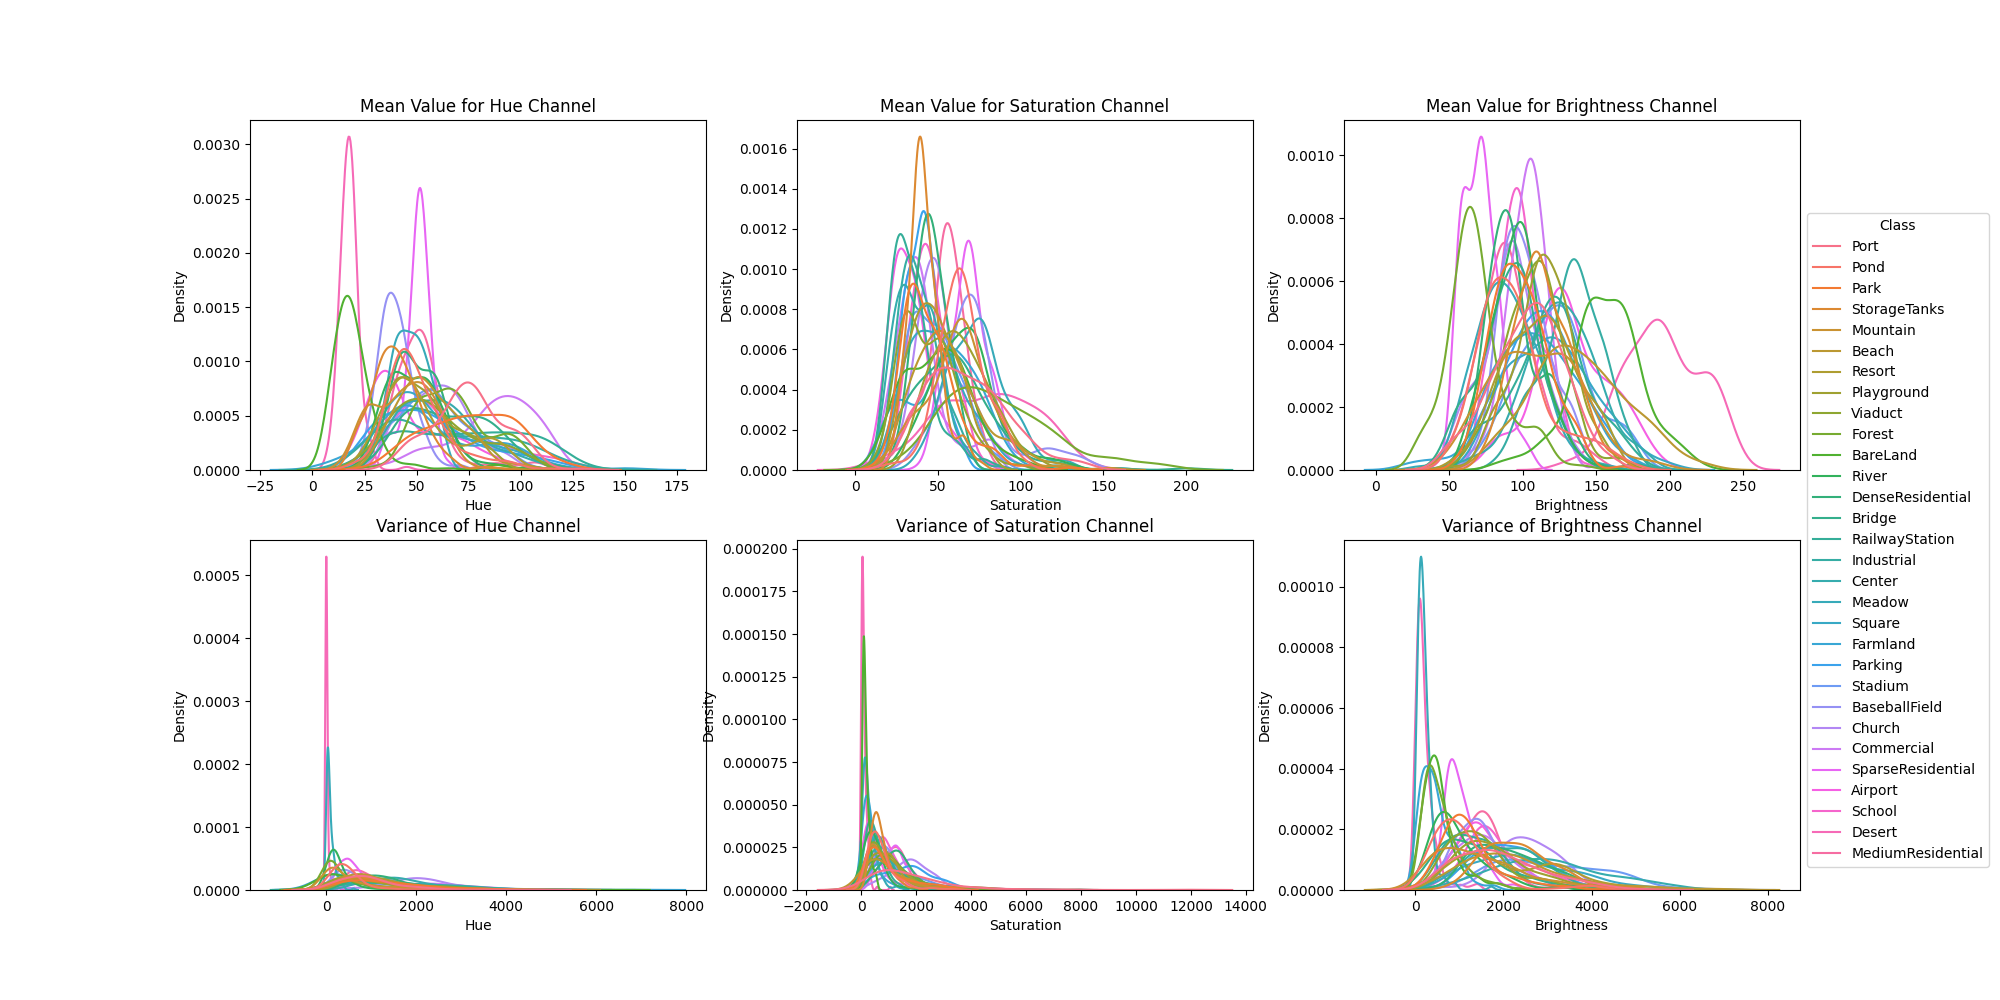 Mean Value for Hue Channel
0.0030
0.0025
0.0020
0.0015
0.0010
0.0005
0.0000
Density
−25 0 25 50 75 100 125 150 175
Hue
Mean Value for Saturation Channel
0.0016
0.0014
0.0012
0.0010
0.0008
0.0006
0.0004
0.0002
0.0000
Density
0 50 100 150 200
Saturation
Mean Value for Brightness Channel
0.0010
0.0008
0.0006
0.0004
0.0002
0.0000
Density
0 50 100 150 200 250
Brightness
Variance of Hue Channel
0.0005
0.0004
0.0003
0.0002
0.0001
0.0000
Density
0 2000 4000 6000 8000
Hue
Variance of Saturation Channel
0.000200
0.000175
0.000150
0.000125
0.000100
0.000075
0.000050
0.000025
0.000000
Density
−2000 0 2000 4000 6000 8000 10000 12000 14000
Saturation
Variance of Brightness Channel
0.00010
0.00008
0.00006
0.00004
0.00002
0.00000
Density
0 2000 4000 6000 8000
Brightness
Class
Port
Pond
Park
StorageTanks
Mountain
Beach
Resort
Playground
Viaduct
Forest
BareLand
River
DenseResidential
Bridge
RailwayStation
Industrial
Center
Meadow
Square
Farmland
Parking
Stadium
BaseballField
Church
Commercial
SparseResidential
Airport
School
Desert
MediumResidential